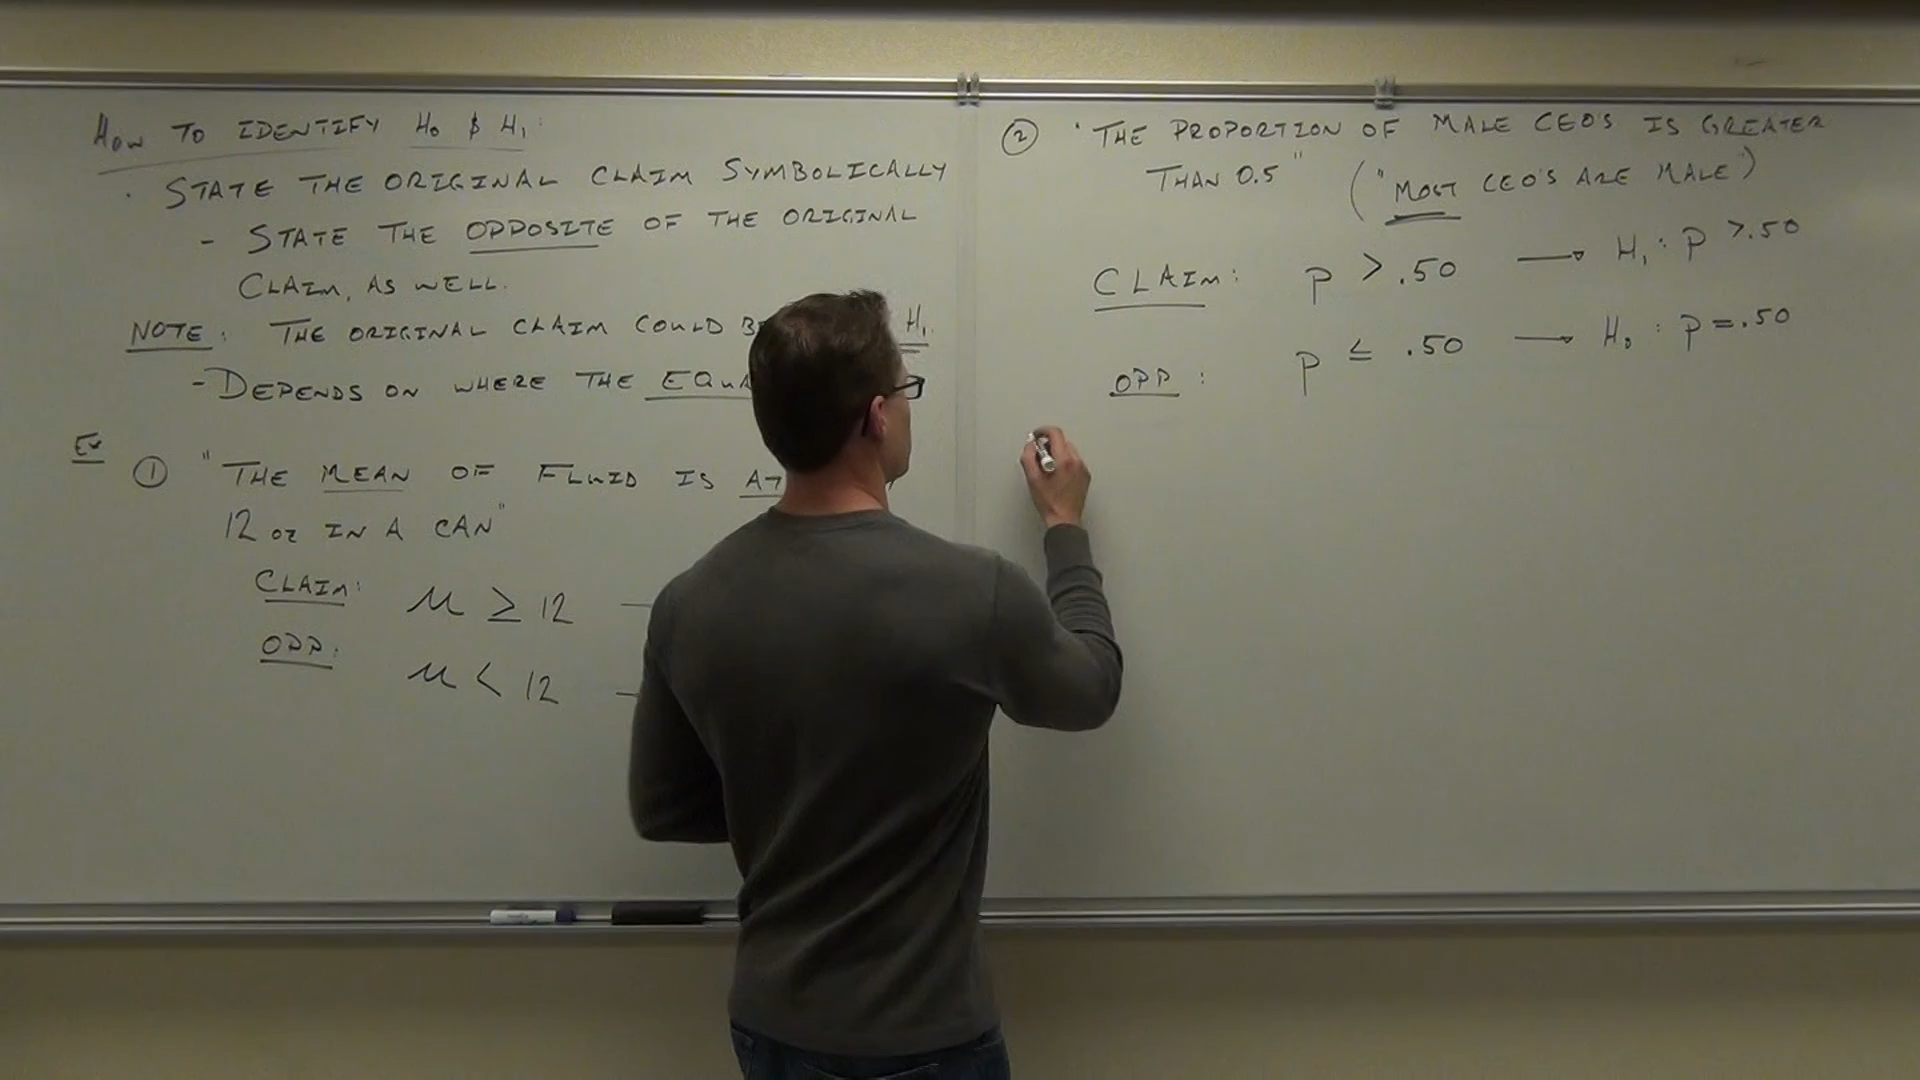 HOW TO IDENTIFY H₀ & H₁:
· STATE THE ORIGINAL CLAIM SYMBOLICALLY
- STATE THE OPPOSITE OF THE ORIGINAL
CLAIM, AS WELL.
NOTE: THE ORIGINAL CLAIM COULD H₁.
- DEPENDS ON WHERE THE
Ex ① "THE MEAN OF FLUID IS
12 oz IN A CAN"
CLAIM: μ ≥ 12
OPP: μ < 12
② "THE PROPORTION OF MALE CEO'S IS GREATER
THAN 0.5" ("MOST CEO'S ARE MALE")
CLAIM: p > .50 → H₁: p > .50
OPP: p ≤ .50 → H₀: p = .50